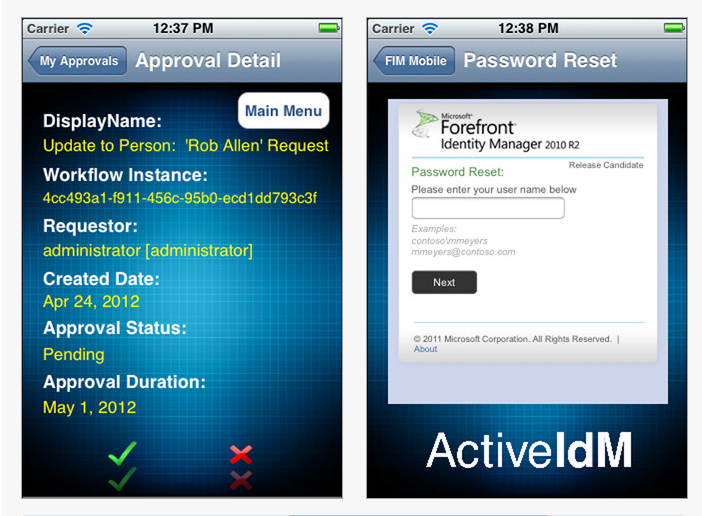 Carrier 12:37 PM
My Approvals Approval Detail
Main Menu
DisplayName:
Update to Person: 'Rob Allen' Request
Workflow Instance:
4cc493a1-f911-456c-95b0-ecd1dd793c3f
Requestor:
administrator [administrator]
Created Date:
Apr 24, 2012
Approval Status:
Pending
Approval Duration:
May 1, 2012
Carrier 12:38 PM
FIM Mobile Password Reset
Microsoft®
Forefront®
Identity Manager 2010 R2
Release Candidate
Password Reset:
Please enter your user name below
Examples:
contoso\mmeyers
mmeyers@contoso.com
Next
© 2011 Microsoft Corporation. All Rights Reserved. |
About
ActiveIdM